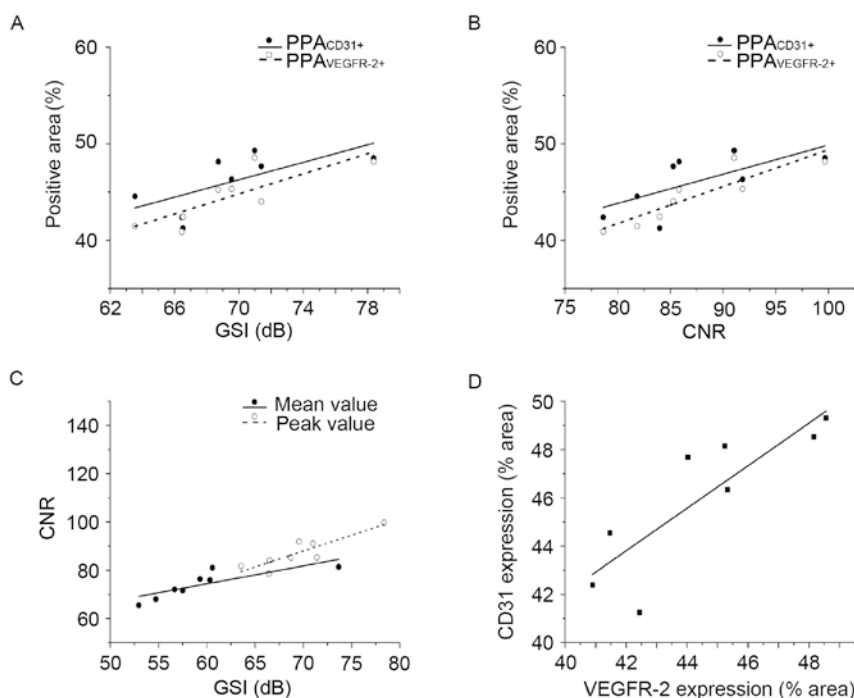 A
PPACD31+
PPAVEGFR-2+
Positive area (%)
60
50
40
62 66 70 74 78
GSI (dB)
B
PPACD31+
PPAVEGFR-2+
Positive area (%)
60
50
40
75 80 85 90 95 100
CNR
C
Mean value
Peak value
CNR
140
120
100
80
60
50 55 60 65 70 75 80
GSI (dB)
D
CD31 expression (% area)
50
48
46
44
42
40
40 42 44 46 48
VEGFR-2 expression (% area)